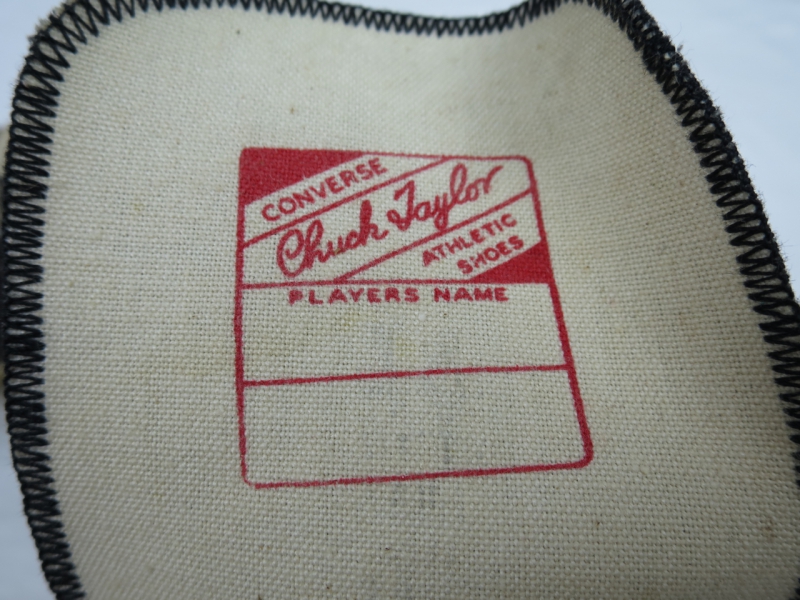 CONVERSE
Chuck Taylor
ATHLETIC
SHOES
PLAYERS NAME